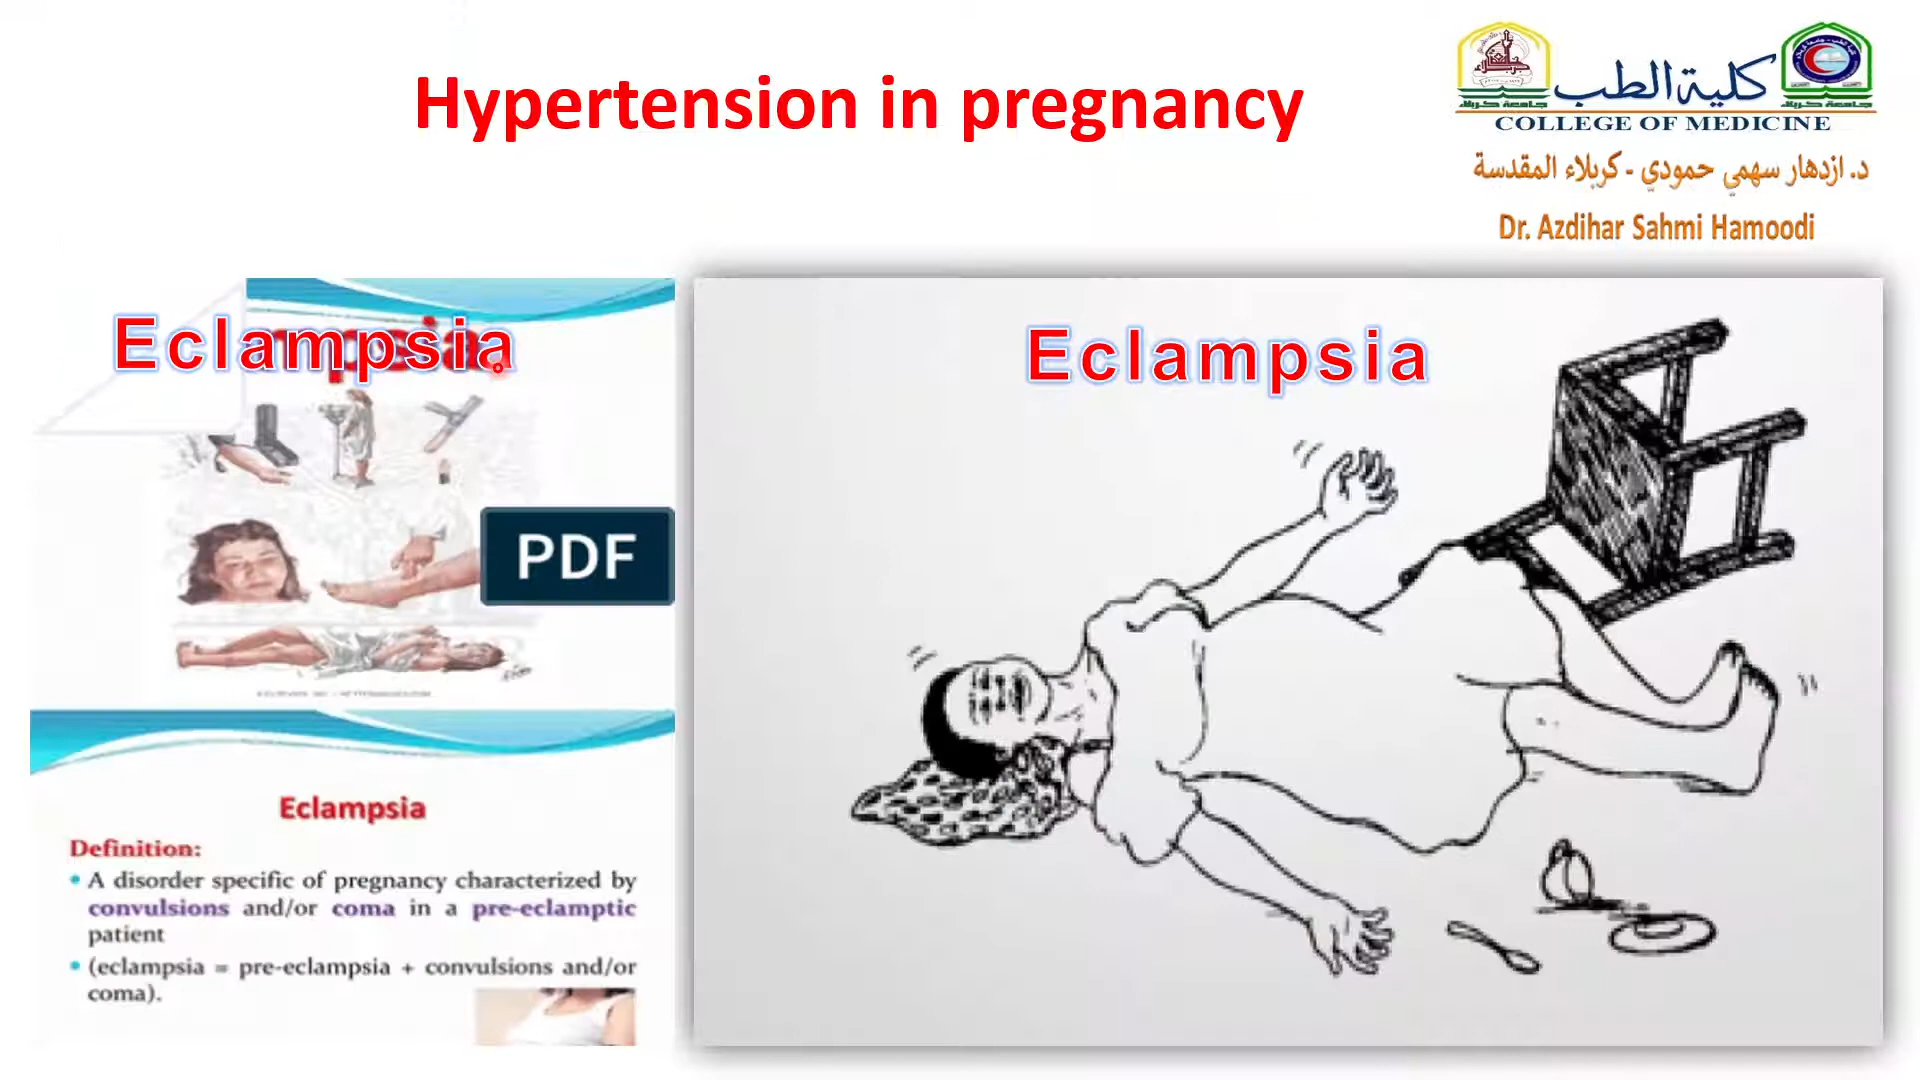 Hypertension in pregnancy
كلية الطب
COLLEGE OF MEDICINE
د. ازدهار سهمي حمودي - كربلاء المقدسة
Dr. Azdihar Sahmi Hamoodi
Eclampsia
PDF
Eclampsia
Definition:
• A disorder specific of pregnancy characterized by
convulsions and/or coma in a pre-eclamptic
patient
• (eclampsia = pre-eclampsia + convulsions and/or
coma).
Eclampsia